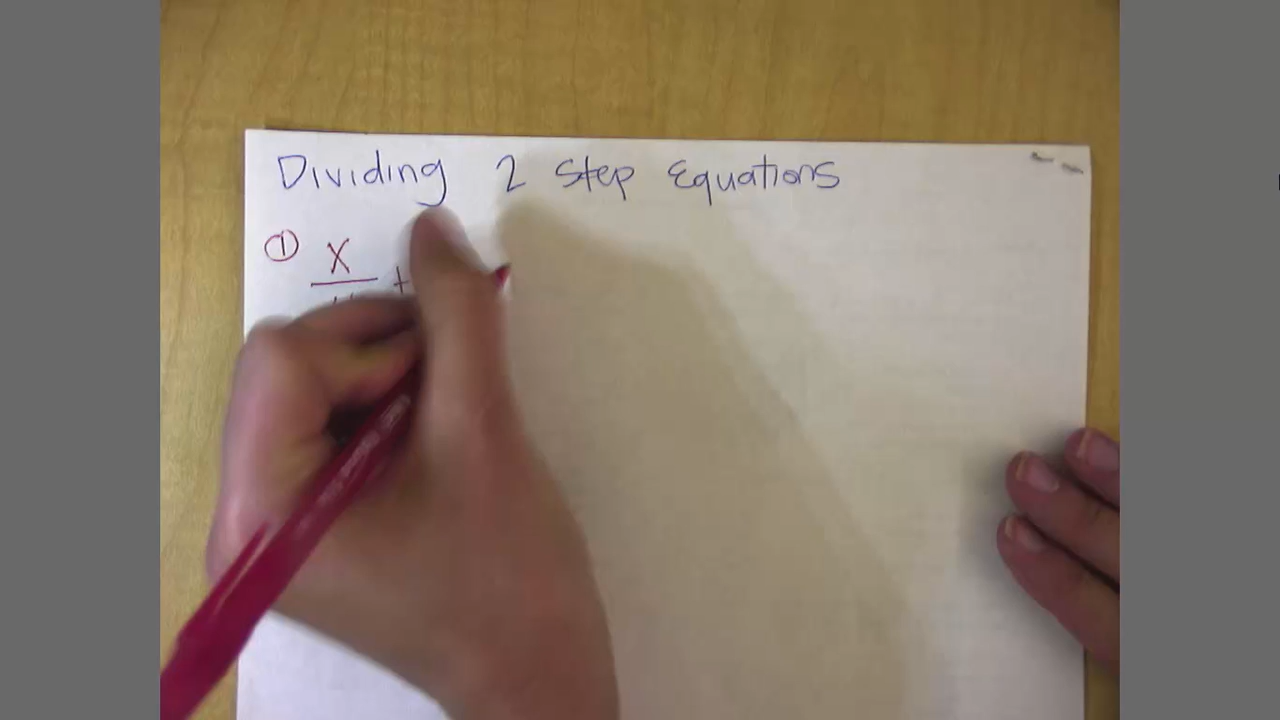 Dividing 2 Step Equations
① X
+